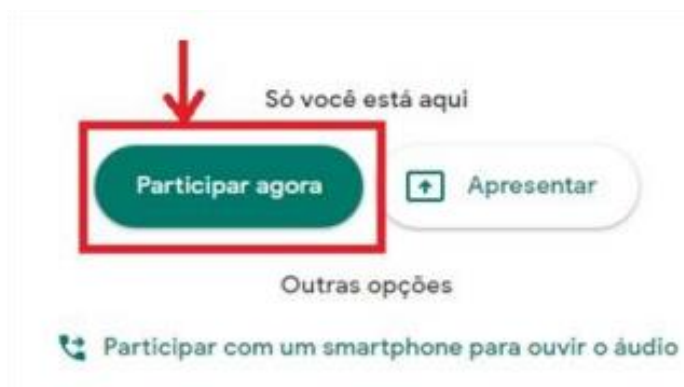 Só você está aqui
Participar agora Apresentar
Outras opções
Participar com um smartphone para ouvir o áudio